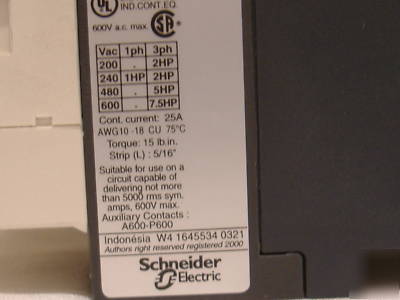 UL IND.CONT.EQ.
600V a.c. max. SA
Vac 1ph 3ph
200 . 2HP
240 1HP 2HP
480 . 5HP
600 . 7.5HP
Cont. current: 25A
AWG10 -18 CU 75°C
Torque: 15 lb.in.
Strip (L) : 5/16"
Suitable for use on a
circuit capable of
delivering not more
than 5000 rms sym.
amps, 600V max.
Auxiliary Contacts :
A600-P600
Indonésia W4 1645534 0321
Authors right reserved registered 2000
Schneider
Electric